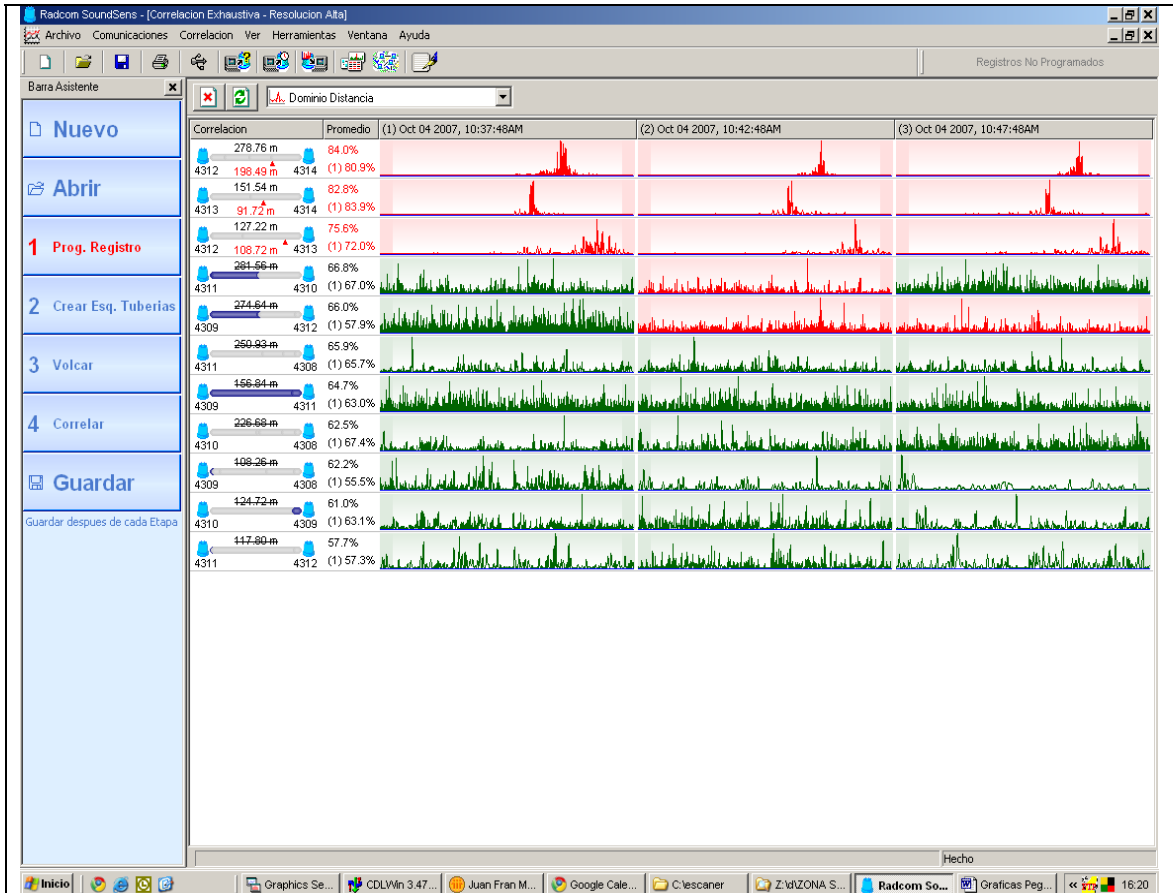 Radcom SoundSens - [Correlacion Exhaustiva - Resolucion Alta]
Archivo Comunicaciones Correlacion Ver Herramientas Ventana Ayuda
Registros No Programados
Barra Asistente
Nuevo
Abrir
1 Prog. Registro
2 Crear Esq. Tuberias
3 Volcar
4 Correlar
Guardar
Guardar despues de cada Etapa
Dominio Distancia
Correlacion Promedio (1) Oct 04 2007, 10:37:48AM (2) Oct 04 2007, 10:42:48AM (3) Oct 04 2007, 10:47:48AM
278.76 m 84.0%
4312 198.49 m 4314 (1) 80.9%
151.54 m 82.8%
4313 91.72 m 4314 (1) 83.9%
127.22 m 75.6%
4312 108.72 m 4313 (1) 72.0%
281.56 m 66.8%
4311 4310 (1) 67.0%
274.64 m 66.0%
4309 4312 (1) 57.9%
250.93 m 65.9%
4311 4308 (1) 65.7%
156.84 m 64.7%
4309 4311 (1) 63.0%
226.68 m 62.5%
4310 4308 (1) 67.4%
108.26 m 62.2%
4309 4308 (1) 55.5%
124.72 m 61.0%
4310 4309 (1) 63.1%
117.80 m 57.7%
4311 4312 (1) 57.3%
Hecho
Inicio Graphics Se... CDLWin 3.47... Juan Fran M... Google Cale... C:\escaner Z:\d\ZONA S... Radcom So... Graficas Peg... « 16:20